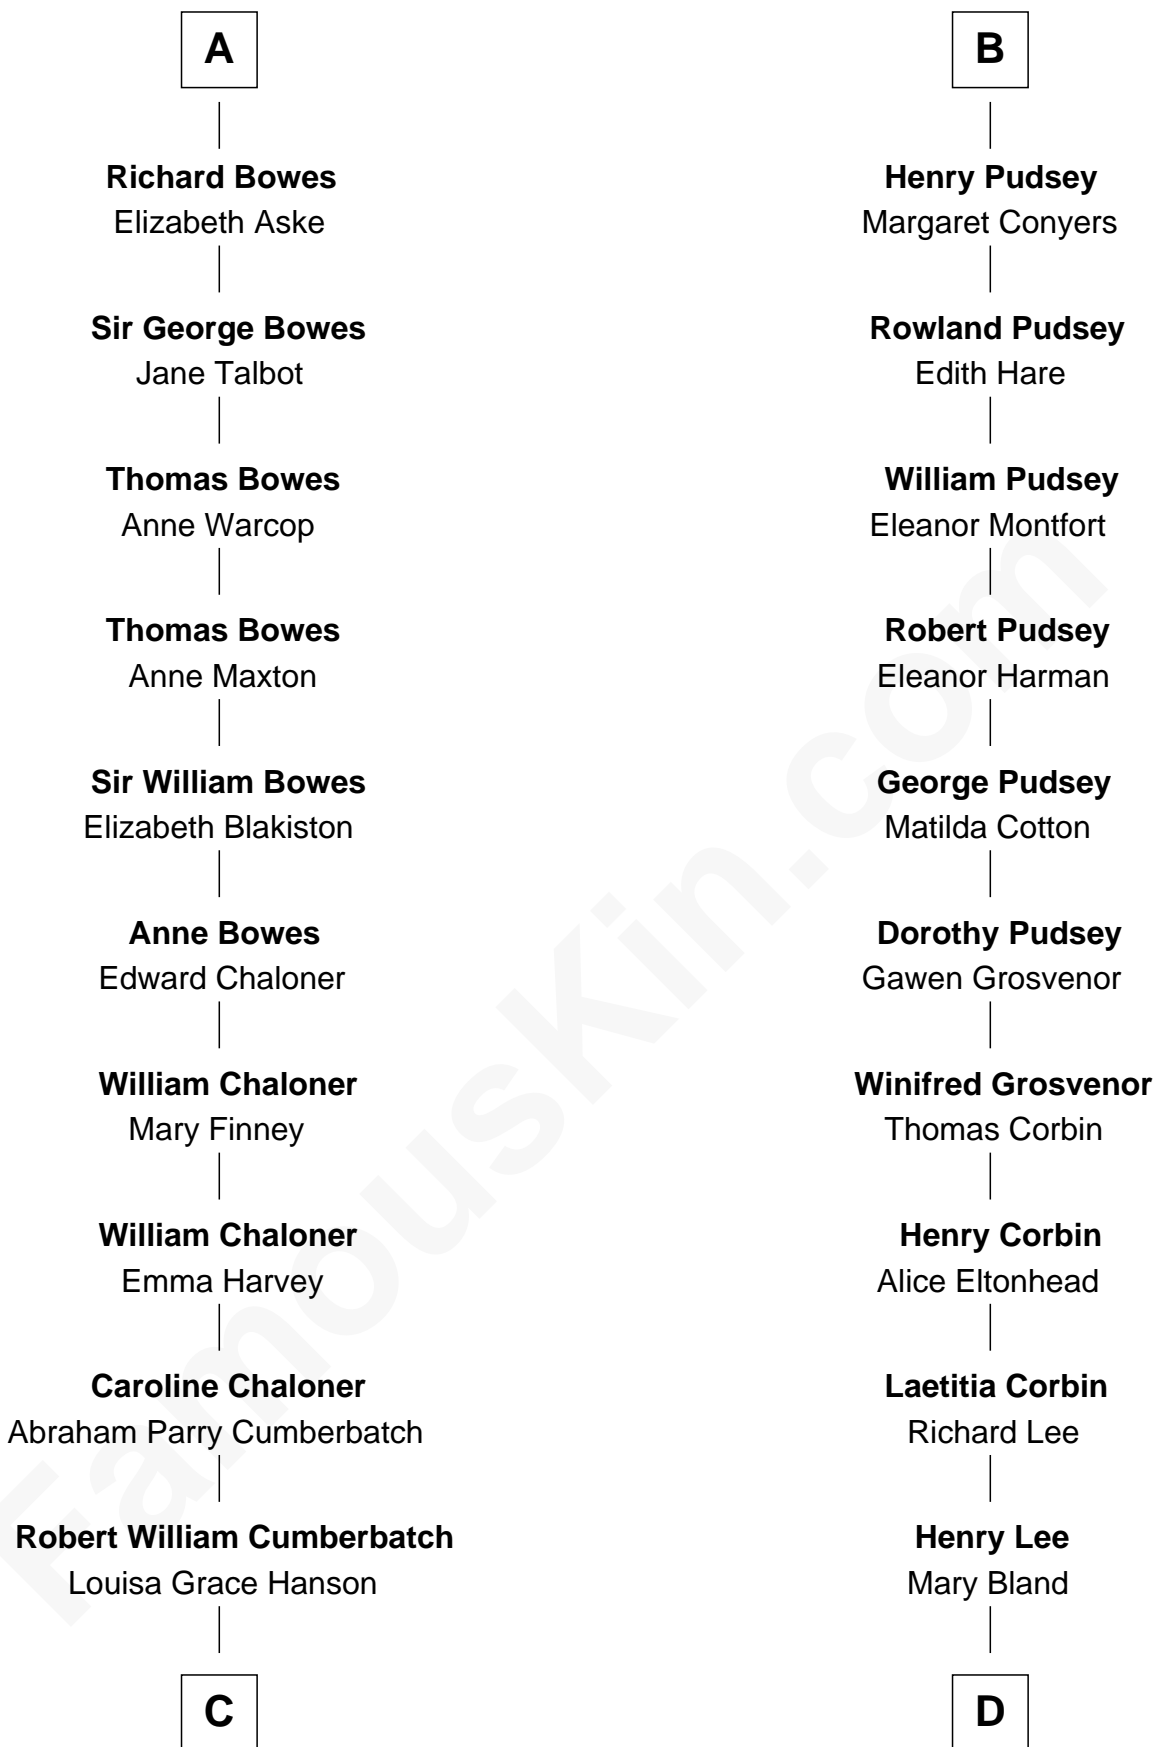 A
Richard Bowes
Elizabeth Aske
Sir George Bowes
Jane Talbot
Thomas Bowes
Anne Warcop
Thomas Bowes
Anne Maxton
Sir William Bowes
Elizabeth Blakiston
Anne Bowes
Edward Chaloner
William Chaloner
Mary Finney
William Chaloner
Emma Harvey
Caroline Chaloner
Abraham Parry Cumberbatch
Robert William Cumberbatch
Louisa Grace Hanson
C
B
Henry Pudsey
Margaret Conyers
Rowland Pudsey
Edith Hare
William Pudsey
Eleanor Montfort
Robert Pudsey
Eleanor Harman
George Pudsey
Matilda Cotton
Dorothy Pudsey
Gawen Grosvenor
Winifred Grosvenor
Thomas Corbin
Henry Corbin
Alice Eltonhead
Laetitia Corbin
Richard Lee
Henry Lee
Mary Bland
D
FamousKin.com